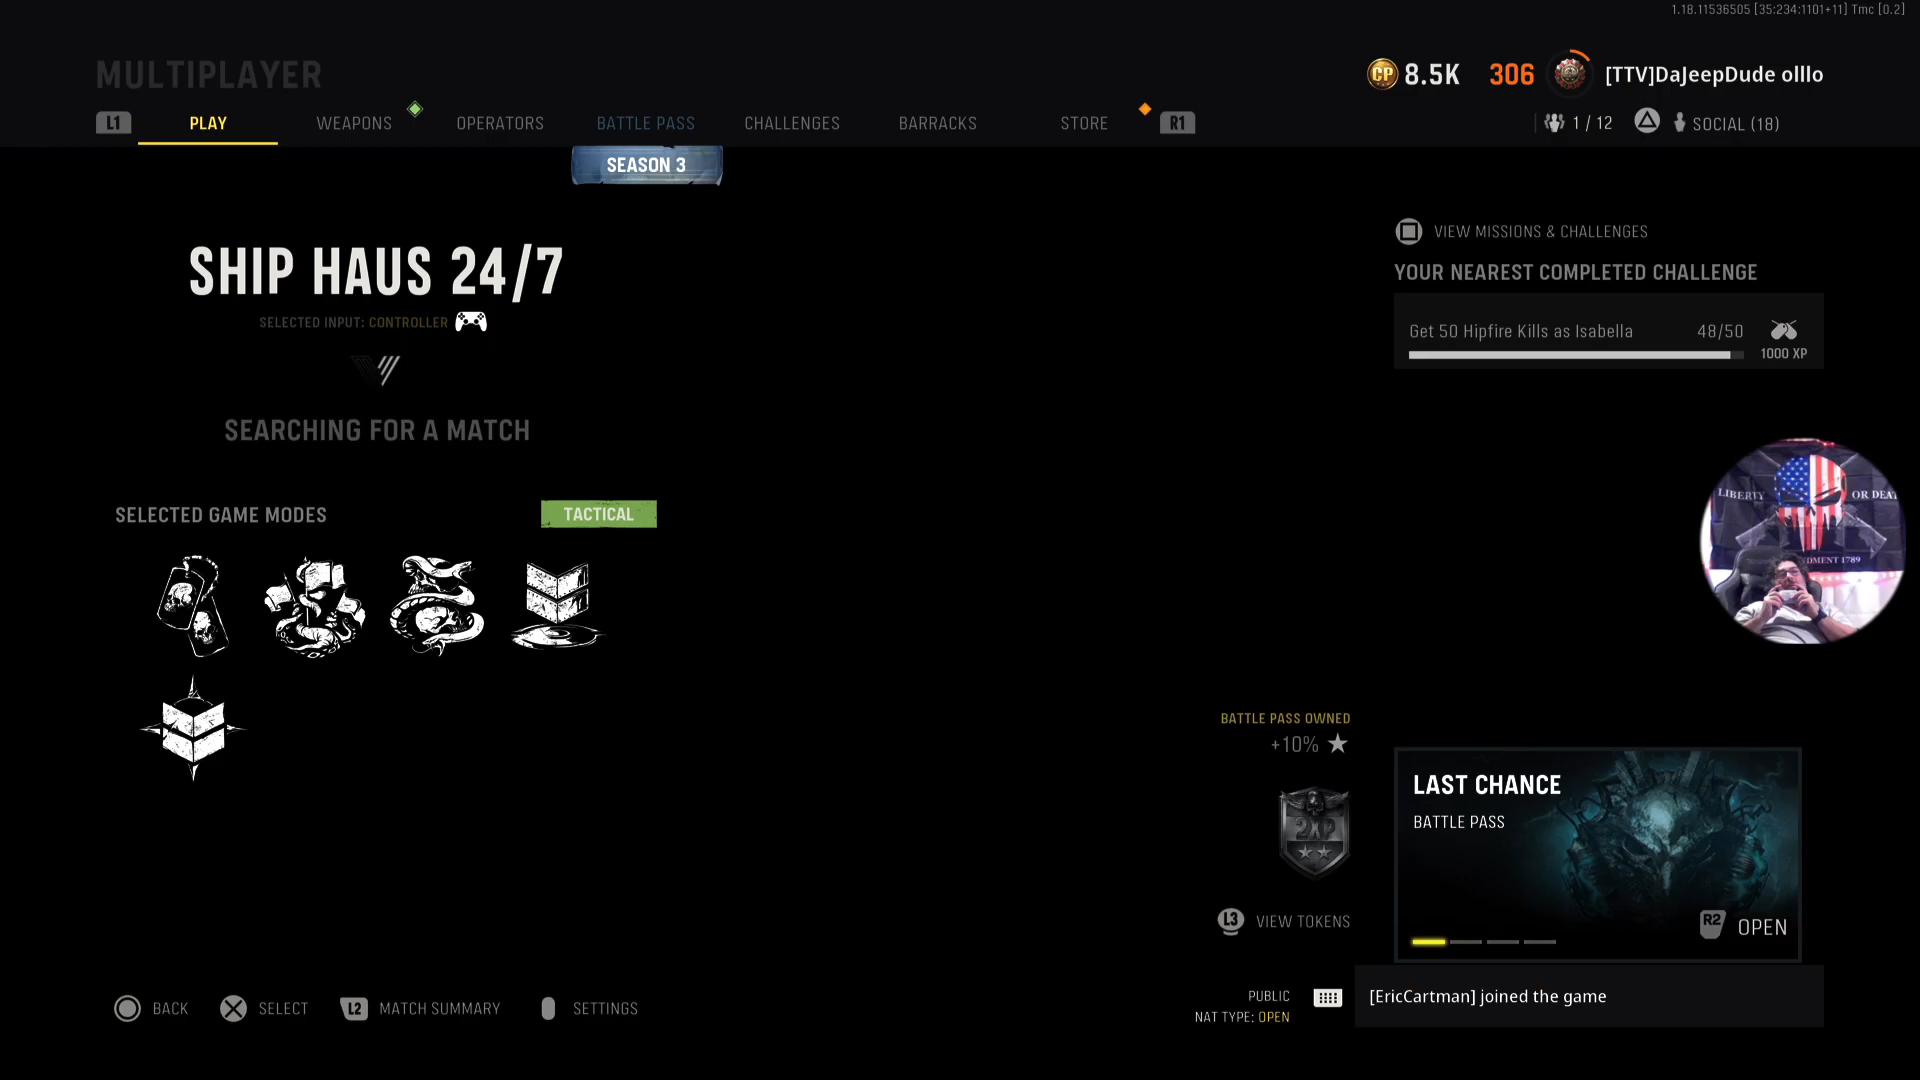 1.18.11536505 [35:234:1101+11] Tmc [0.2]
MULTIPLAYER
CP 8.5K 306 [TTV]DaJeepDude olllo
L1 PLAY WEAPONS OPERATORS BATTLE PASS CHALLENGES BARRACKS STORE R1
1 / 12 SOCIAL (18)
SEASON 3
SHIP HAUS 24/7
SELECTED INPUT: CONTROLLER
SEARCHING FOR A MATCH
SELECTED GAME MODES
TACTICAL
VIEW MISSIONS & CHALLENGES
YOUR NEAREST COMPLETED CHALLENGE
Get 50 Hipfire Kills as Isabella 48/50
1000 XP
LIBERTY OR DEA
DMENT 1789
BATTLE PASS OWNED
+10%
2XP
L3 VIEW TOKENS
LAST CHANCE
BATTLE PASS
R2 OPEN
BACK SELECT L2 MATCH SUMMARY SETTINGS
PUBLIC
NAT TYPE: OPEN
[EricCartman] joined the game